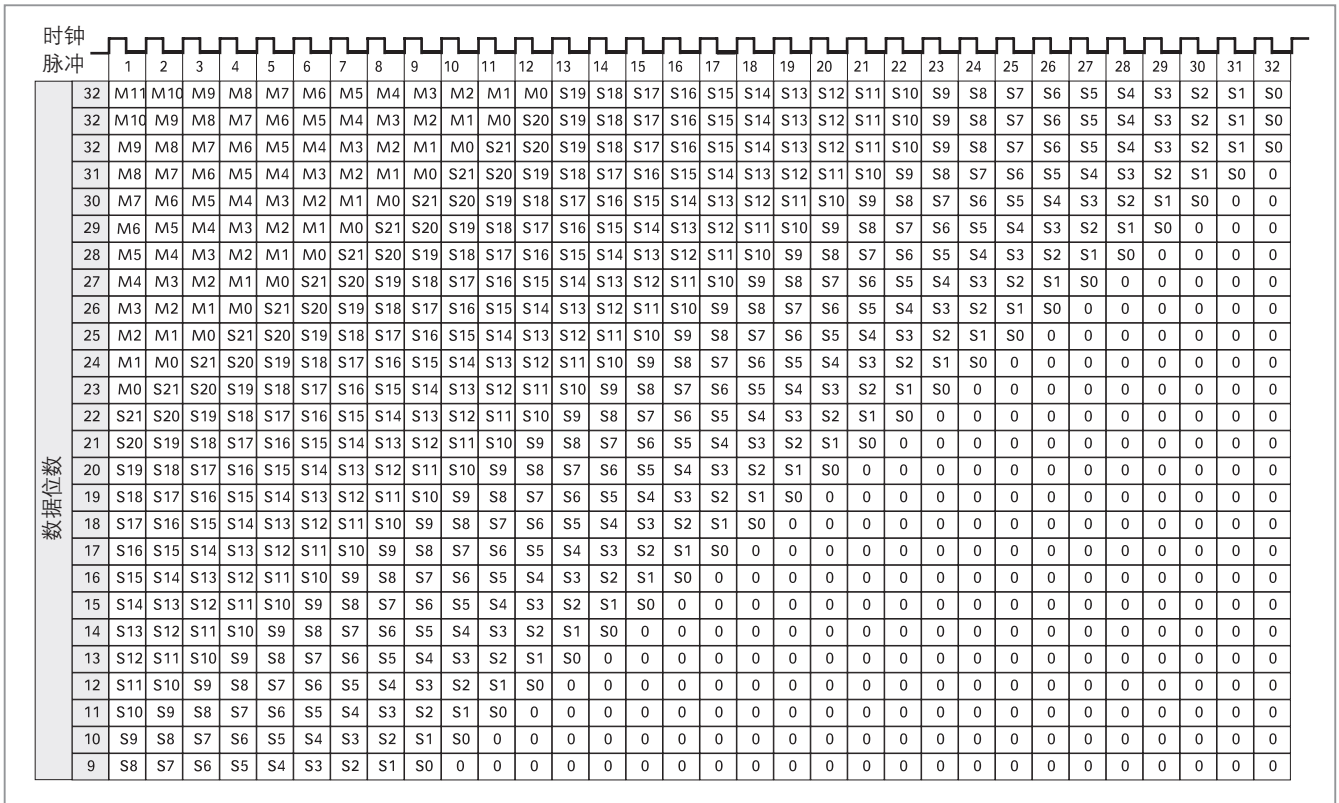 时钟
脉冲 1 2 3 4 5 6 7 8 9 10 11 12 13 14 15 16 17 18 19 20 21 22 23 24 25 26 27 28 29 30 31 32
数据位数
32 M11 M10 M9 M8 M7 M6 M5 M4 M3 M2 M1 M0 S19 S18 S17 S16 S15 S14 S13 S12 S11 S10 S9 S8 S7 S6 S5 S4 S3 S2 S1 S0
32 M10 M9 M8 M7 M6 M5 M4 M3 M2 M1 M0 S20 S19 S18 S17 S16 S15 S14 S13 S12 S11 S10 S9 S8 S7 S6 S5 S4 S3 S2 S1 S0
32 M9 M8 M7 M6 M5 M4 M3 M2 M1 M0 S21 S20 S19 S18 S17 S16 S15 S14 S13 S12 S11 S10 S9 S8 S7 S6 S5 S4 S3 S2 S1 S0
31 M8 M7 M6 M5 M4 M3 M2 M1 M0 S21 S20 S19 S18 S17 S16 S15 S14 S13 S12 S11 S10 S9 S8 S7 S6 S5 S4 S3 S2 S1 S0 0
30 M7 M6 M5 M4 M3 M2 M1 M0 S21 S20 S19 S18 S17 S16 S15 S14 S13 S12 S11 S10 S9 S8 S7 S6 S5 S4 S3 S2 S1 S0 0 0
29 M6 M5 M4 M3 M2 M1 M0 S21 S20 S19 S18 S17 S16 S15 S14 S13 S12 S11 S10 S9 S8 S7 S6 S5 S4 S3 S2 S1 S0 0 0 0
28 M5 M4 M3 M2 M1 M0 S21 S20 S19 S18 S17 S16 S15 S14 S13 S12 S11 S10 S9 S8 S7 S6 S5 S4 S3 S2 S1 S0 0 0 0 0
27 M4 M3 M2 M1 M0 S21 S20 S19 S18 S17 S16 S15 S14 S13 S12 S11 S10 S9 S8 S7 S6 S5 S4 S3 S2 S1 S0 0 0 0 0 0
26 M3 M2 M1 M0 S21 S20 S19 S18 S17 S16 S15 S14 S13 S12 S11 S10 S9 S8 S7 S6 S5 S4 S3 S2 S1 S0 0 0 0 0 0 0
25 M2 M1 M0 S21 S20 S19 S18 S17 S16 S15 S14 S13 S12 S11 S10 S9 S8 S7 S6 S5 S4 S3 S2 S1 S0 0 0 0 0 0 0 0
24 M1 M0 S21 S20 S19 S18 S17 S16 S15 S14 S13 S12 S11 S10 S9 S8 S7 S6 S5 S4 S3 S2 S1 S0 0 0 0 0 0 0 0 0
23 M0 S21 S20 S19 S18 S17 S16 S15 S14 S13 S12 S11 S10 S9 S8 S7 S6 S5 S4 S3 S2 S1 S0 0 0 0 0 0 0 0 0 0
22 S21 S20 S19 S18 S17 S16 S15 S14 S13 S12 S11 S10 S9 S8 S7 S6 S5 S4 S3 S2 S1 S0 0 0 0 0 0 0 0 0 0 0
21 S20 S19 S18 S17 S16 S15 S14 S13 S12 S11 S10 S9 S8 S7 S6 S5 S4 S3 S2 S1 S0 0 0 0 0 0 0 0 0 0 0 0
20 S19 S18 S17 S16 S15 S14 S13 S12 S11 S10 S9 S8 S7 S6 S5 S4 S3 S2 S1 S0 0 0 0 0 0 0 0 0 0 0 0 0
19 S18 S17 S16 S15 S14 S13 S12 S11 S10 S9 S8 S7 S6 S5 S4 S3 S2 S1 S0 0 0 0 0 0 0 0 0 0 0 0 0 0
18 S17 S16 S15 S14 S13 S12 S11 S10 S9 S8 S7 S6 S5 S4 S3 S2 S1 S0 0 0 0 0 0 0 0 0 0 0 0 0 0 0
17 S16 S15 S14 S13 S12 S11 S10 S9 S8 S7 S6 S5 S4 S3 S2 S1 S0 0 0 0 0 0 0 0 0 0 0 0 0 0 0 0
16 S15 S14 S13 S12 S11 S10 S9 S8 S7 S6 S5 S4 S3 S2 S1 S0 0 0 0 0 0 0 0 0 0 0 0 0 0 0 0 0
15 S14 S13 S12 S11 S10 S9 S8 S7 S6 S5 S4 S3 S2 S1 S0 0 0 0 0 0 0 0 0 0 0 0 0 0 0 0 0 0
14 S13 S12 S11 S10 S9 S8 S7 S6 S5 S4 S3 S2 S1 S0 0 0 0 0 0 0 0 0 0 0 0 0 0 0 0 0 0 0
13 S12 S11 S10 S9 S8 S7 S6 S5 S4 S3 S2 S1 S0 0 0 0 0 0 0 0 0 0 0 0 0 0 0 0 0 0 0 0
12 S11 S10 S9 S8 S7 S6 S5 S4 S3 S2 S1 S0 0 0 0 0 0 0 0 0 0 0 0 0 0 0 0 0 0 0 0 0
11 S10 S9 S8 S7 S6 S5 S4 S3 S2 S1 S0 0 0 0 0 0 0 0 0 0 0 0 0 0 0 0 0 0 0 0 0 0
10 S9 S8 S7 S6 S5 S4 S3 S2 S1 S0 0 0 0 0 0 0 0 0 0 0 0 0 0 0 0 0 0 0 0 0 0 0
9 S8 S7 S6 S5 S4 S3 S2 S1 S0 0 0 0 0 0 0 0 0 0 0 0 0 0 0 0 0 0 0 0 0 0 0 0